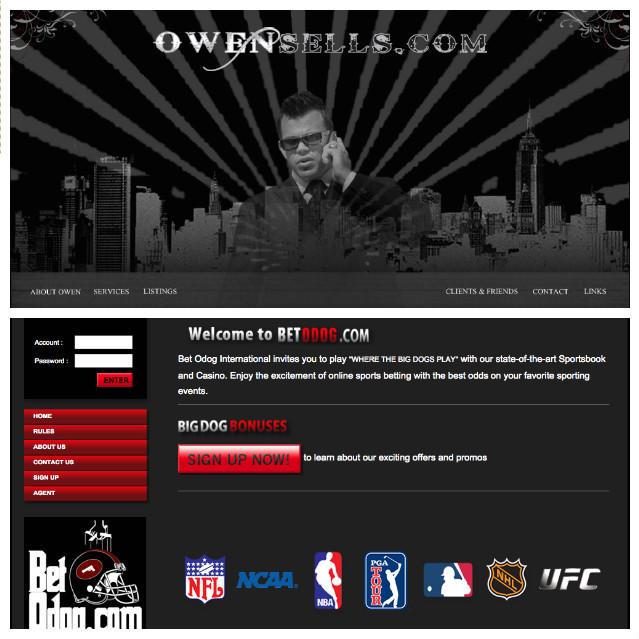 OWENSELLS.COM
ABOUT OWEN SERVICES LISTINGS CLIENTS & FRIENDS CONTACT LINKS
Account :
Password :
ENTER
HOME
RULES
ABOUT US
CONTACT US
SIGN UP
AGENT
Bet
Odog.com
Welcome to BETODOG.COM
Bet Odog International invites you to play "WHERE THE BIG DOGS PLAY" with our state-of-the-art Sportsbook
and Casino. Enjoy the excitement of online sports betting with the best odds on your favorite sporting
events.
BIG DOG BONUSES
SIGN UP NOW! to learn about our exciting offers and promos
NFL NCAA NBA PGA TOUR NHL UFC